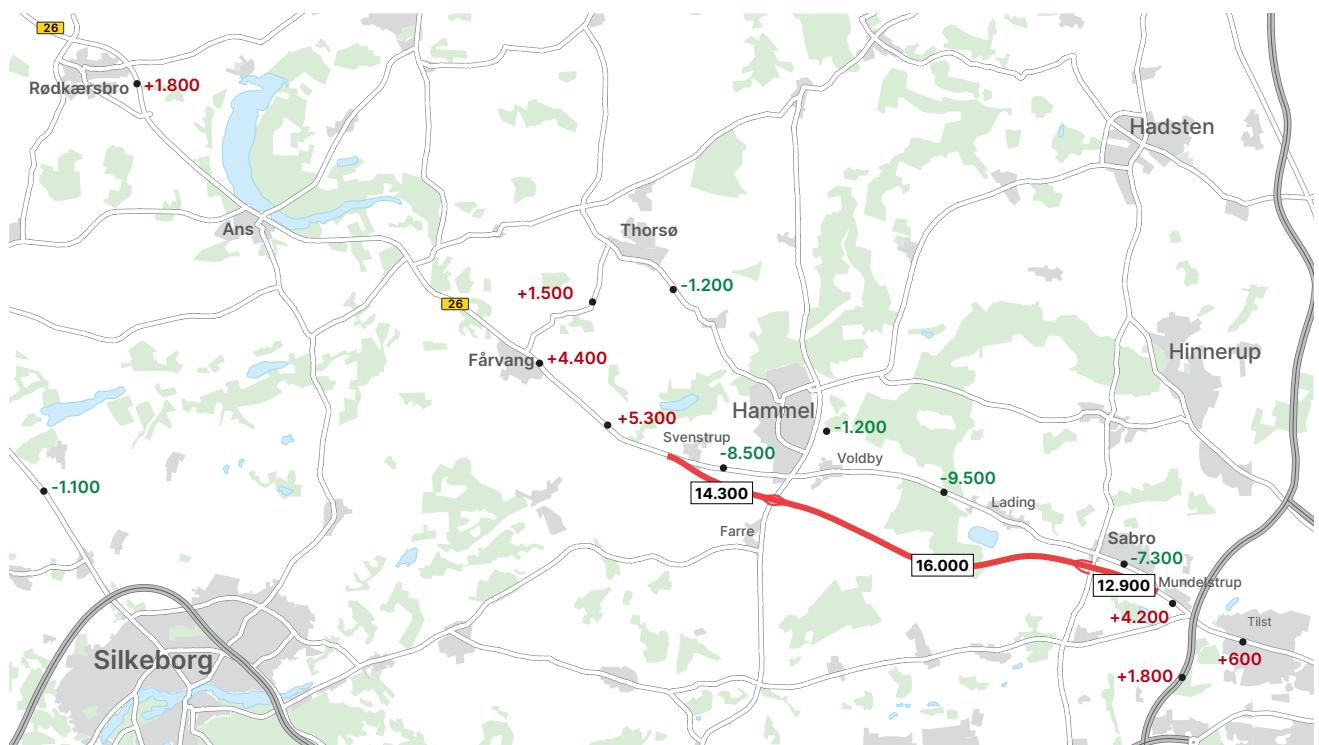 26
Rødkærsbro
+1.800
Hadsten
Ans
Thorsø
+1.500
-1.200
26
Fårvang
+4.400
Hinnerup
Hammel
+5.300
-1.200
Svenstrup
-8.500
Voldby
-1.100
-9.500
14.300
Lading
Farre
Sabro
-7.300
16.000
12.900
Mundelstrup
+4.200
Tilst
Silkeborg
+600
+1.800